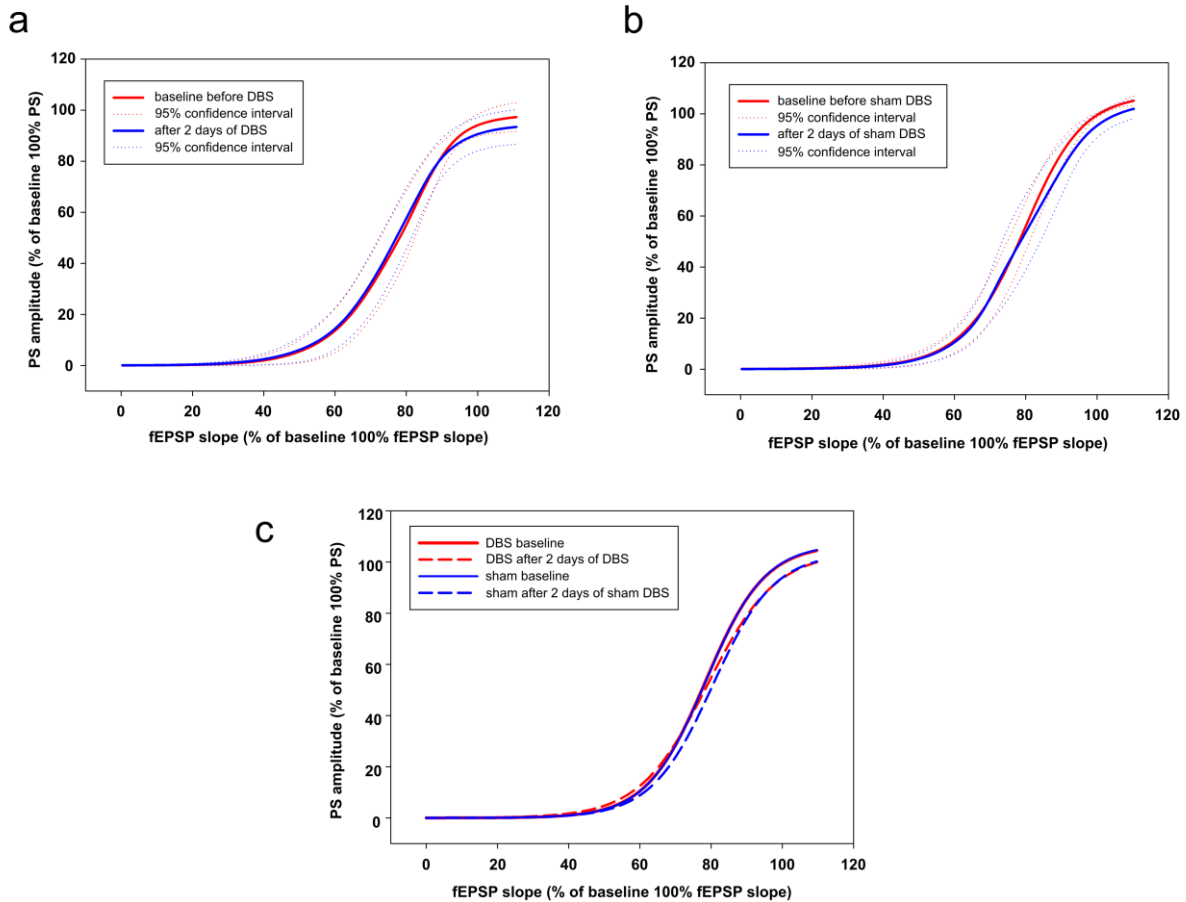 a
120
100
80
60
40
20
0
PS amplitude (% of baseline 100% PS)
baseline before DBS
95% confidence interval
after 2 days of DBS
95% confidence interval
0 20 40 60 80 100 120
fEPSP slope (% of baseline 100% fEPSP slope)
b
120
100
80
60
40
20
0
PS amplitude (% of baseline 100% PS)
baseline before sham DBS
95% confidence interval
after 2 days of sham DBS
95% confidence interval
0 20 40 60 80 100 120
fEPSP slope (% of baseline 100% fEPSP slope)
c
120
100
80
60
40
20
0
PS amplitude (% of baseline 100% PS)
DBS baseline
DBS after 2 days of DBS
sham baseline
sham after 2 days of sham DBS
0 20 40 60 80 100 120
fEPSP slope (% of baseline 100% fEPSP slope)